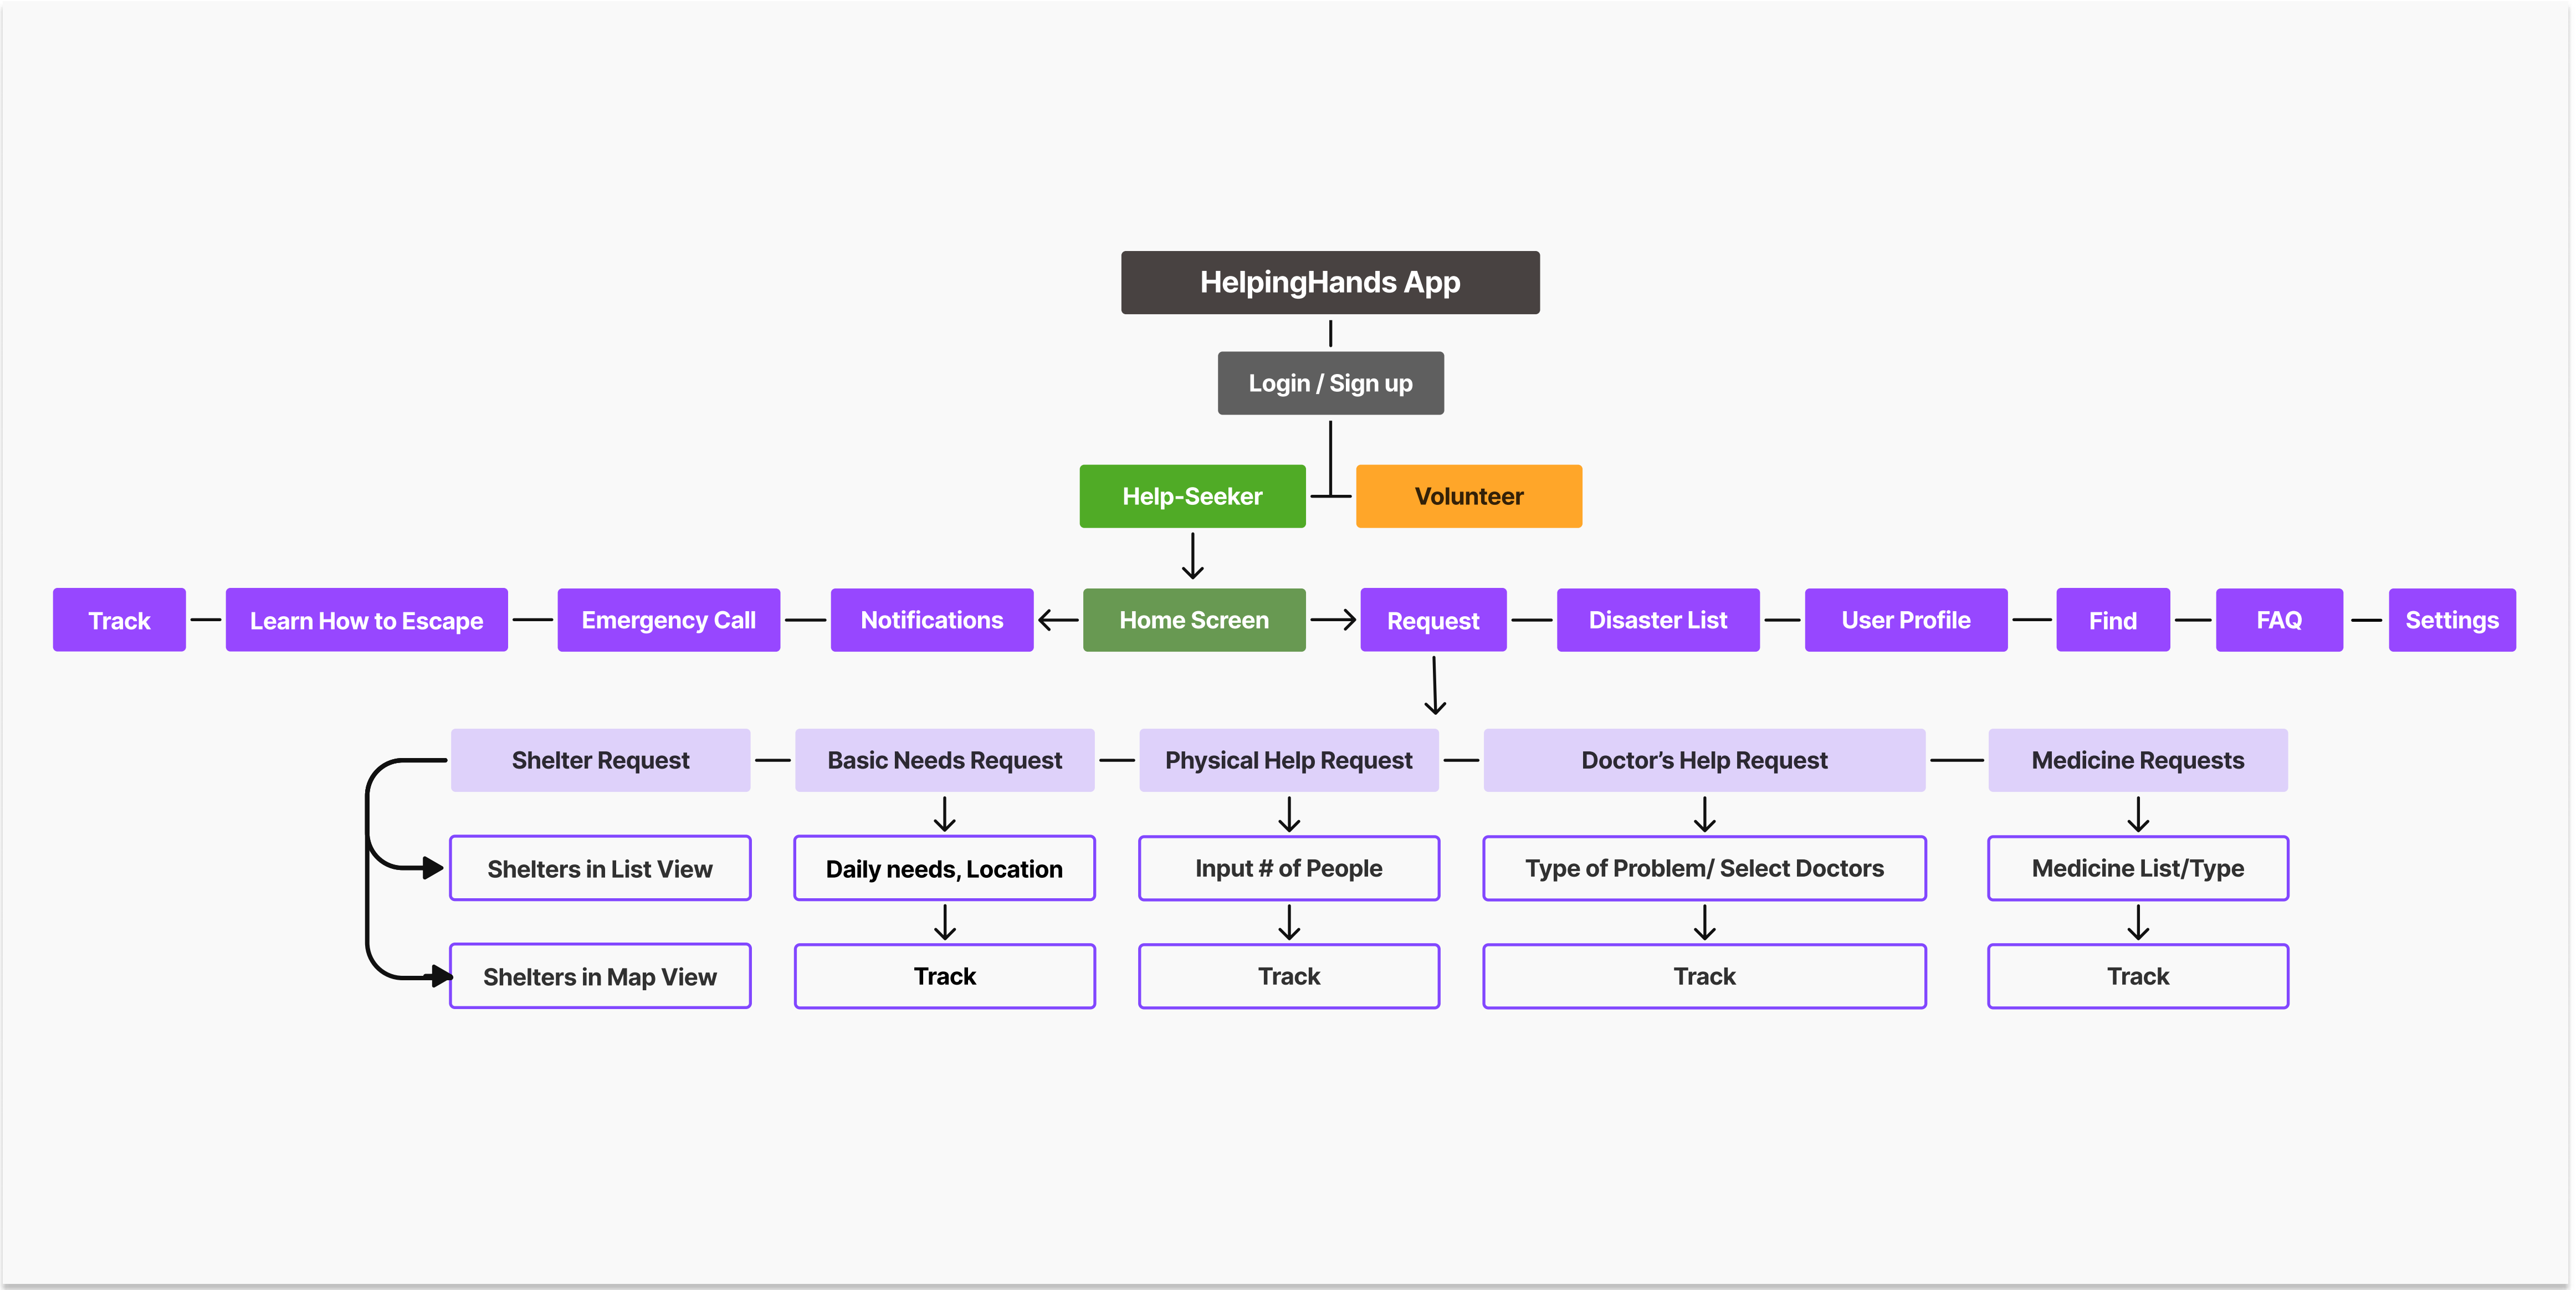 HelpingHands App
Login / Sign up
Help-Seeker
Volunteer
Track
Learn How to Escape
Emergency Call
Notifications
Home Screen
Request
Disaster List
User Profile
Find
FAQ
Settings
Shelter Request
Basic Needs Request
Physical Help Request
Doctor’s Help Request
Medicine Requests
Shelters in List View
Daily needs, Location
Input # of People
Type of Problem/ Select Doctors
Medicine List/Type
Shelters in Map View
Track
Track
Track
Track